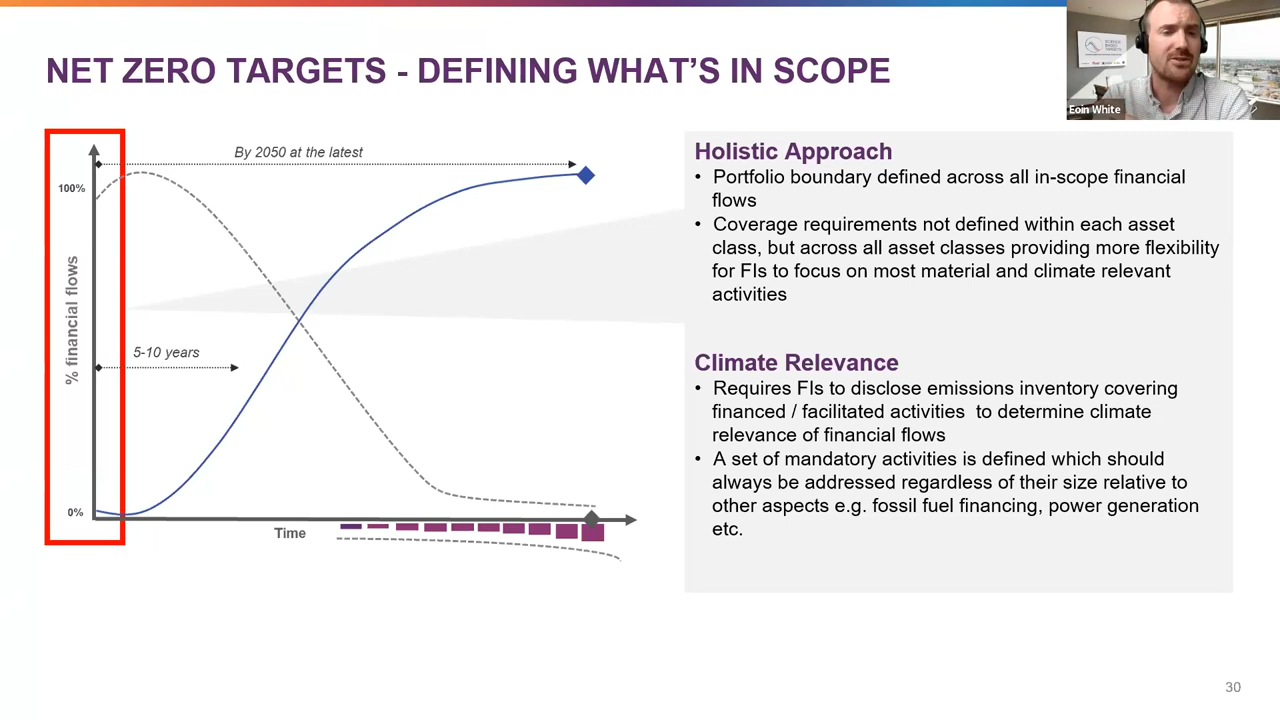 NET ZERO TARGETS - DEFINING WHAT'S IN SCOPE
Eoin White
By 2050 at the latest
100%
% financial flows
5-10 years
0%
Time
Holistic Approach
• Portfolio boundary defined across all in-scope financial
flows
• Coverage requirements not defined within each asset
class, but across all asset classes providing more flexibility
for FIs to focus on most material and climate relevant
activities
Climate Relevance
• Requires FIs to disclose emissions inventory covering
financed / facilitated activities to determine climate
relevance of financial flows
• A set of mandatory activities is defined which should
always be addressed regardless of their size relative to
other aspects e.g. fossil fuel financing, power generation
etc.
30